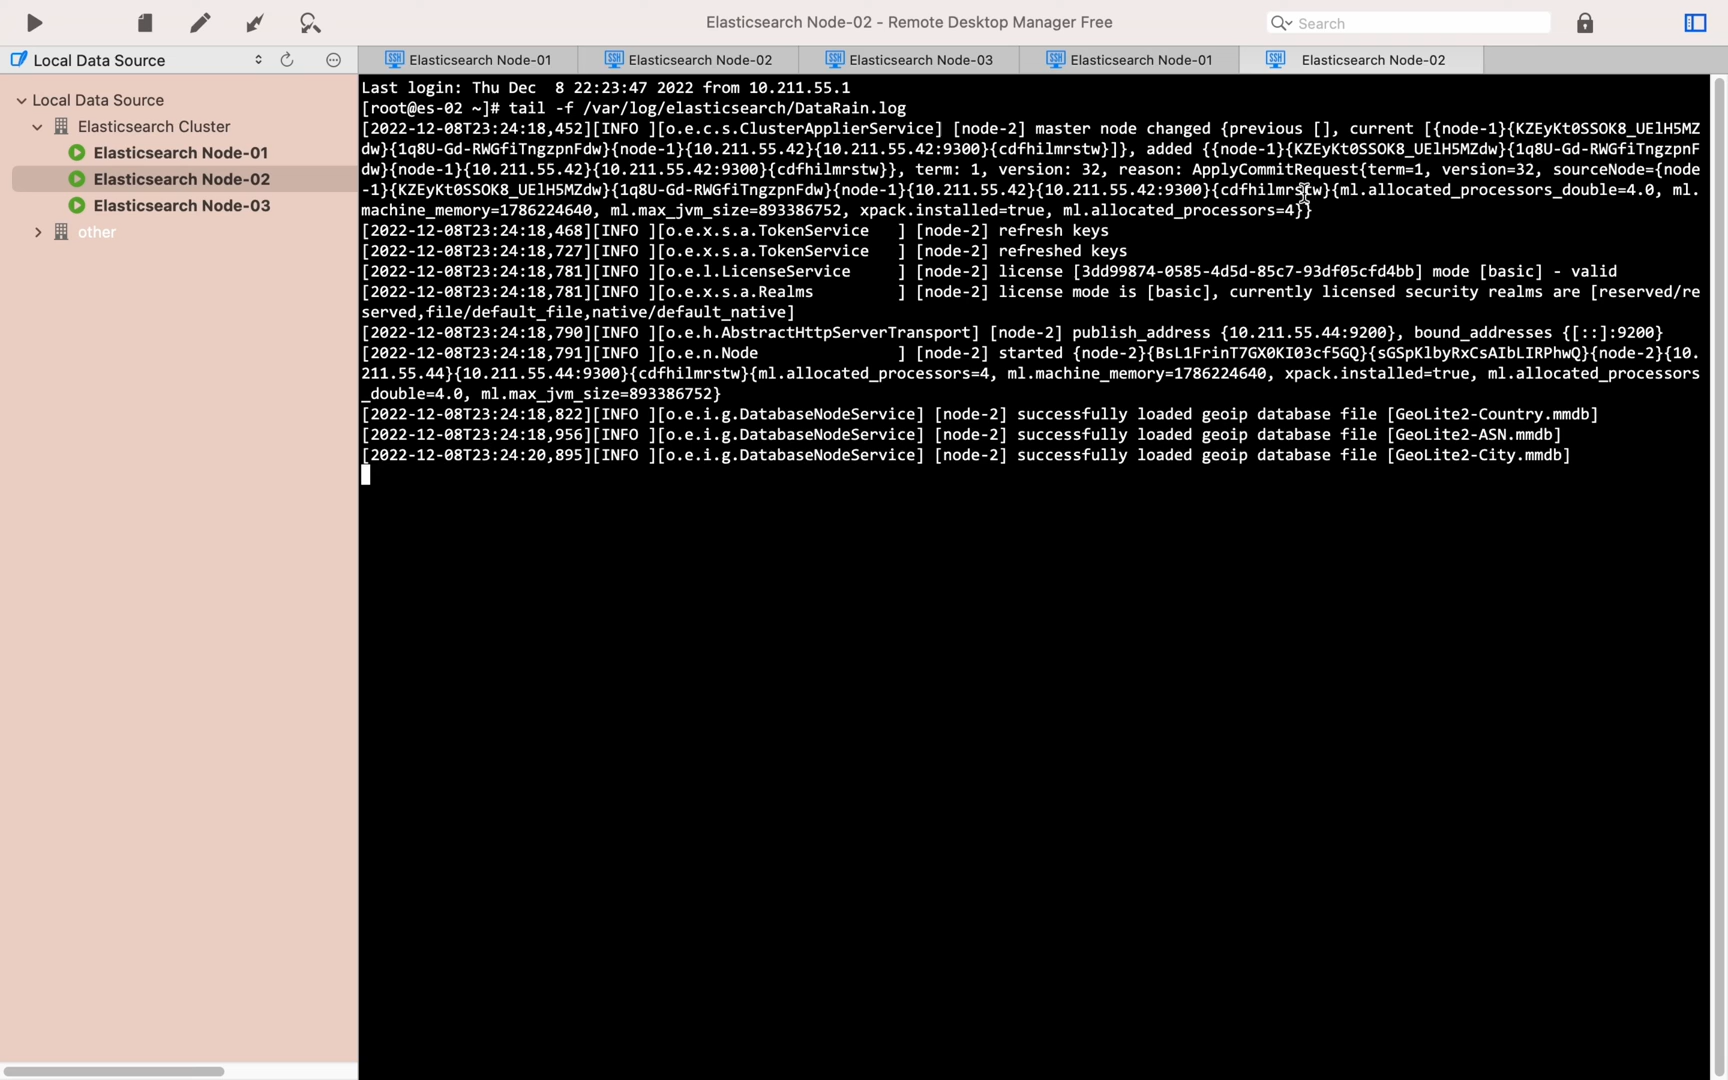 Elasticsearch Node-02 - Remote Desktop Manager Free
Search
Local Data Source
Elasticsearch Node-01
Elasticsearch Node-02
Elasticsearch Node-03
Elasticsearch Node-01
Elasticsearch Node-02
Local Data Source
Elasticsearch Cluster
Elasticsearch Node-01
Elasticsearch Node-02
Elasticsearch Node-03
other
Last login: Thu Dec  8 22:23:47 2022 from 10.211.55.1
[root@es-02 ~]# tail -f /var/log/elasticsearch/DataRain.log
[2022-12-08T23:24:18,452][INFO ][o.e.c.s.ClusterApplierService] [node-2] master node changed {previous [], current [{node-1}{KZEyKt0SSOK8_UElH5MZ
dw}{1q8U-Gd-RWGfiTngzpnFdw}{node-1}{10.211.55.42}{10.211.55.42:9300}{cdfhilmrstw}]}, added {{node-1}{KZEyKt0SSOK8_UElH5MZdw}{1q8U-Gd-RWGfiTngzpnF
dw}{node-1}{10.211.55.42}{10.211.55.42:9300}{cdfhilmrstw}}, term: 1, version: 32, reason: ApplyCommitRequest{term=1, version=32, sourceNode={node
-1}{KZEyKt0SSOK8_UElH5MZdw}{1q8U-Gd-RWGfiTngzpnFdw}{node-1}{10.211.55.42}{10.211.55.42:9300}{cdfhilmrstw}{ml.allocated_processors_double=4.0, ml.
machine_memory=1786224640, ml.max_jvm_size=893386752, xpack.installed=true, ml.allocated_processors=4}}
[2022-12-08T23:24:18,468][INFO ][o.e.x.s.a.TokenService   ] [node-2] refresh keys
[2022-12-08T23:24:18,727][INFO ][o.e.x.s.a.TokenService   ] [node-2] refreshed keys
[2022-12-08T23:24:18,781][INFO ][o.e.l.LicenseService     ] [node-2] license [3dd99874-0585-4d5d-85c7-93df05cfd4bb] mode [basic] - valid
[2022-12-08T23:24:18,781][INFO ][o.e.x.s.a.Realms         ] [node-2] license mode is [basic], currently licensed security realms are [reserved/re
served,file/default_file,native/default_native]
[2022-12-08T23:24:18,790][INFO ][o.e.h.AbstractHttpServerTransport] [node-2] publish_address {10.211.55.44:9200}, bound_addresses {[::]:9200}
[2022-12-08T23:24:18,791][INFO ][o.e.n.Node               ] [node-2] started {node-2}{BsL1FrinT7GX0KI03cf5GQ}{sGSpKlbyRxCsAIbLIRPhwQ}{node-2}{10.
211.55.44}{10.211.55.44:9300}{cdfhilmrstw}{ml.allocated_processors=4, ml.machine_memory=1786224640, xpack.installed=true, ml.allocated_processors
_double=4.0, ml.max_jvm_size=893386752}
[2022-12-08T23:24:18,822][INFO ][o.e.i.g.DatabaseNodeService] [node-2] successfully loaded geoip database file [GeoLite2-Country.mmdb]
[2022-12-08T23:24:18,956][INFO ][o.e.i.g.DatabaseNodeService] [node-2] successfully loaded geoip database file [GeoLite2-ASN.mmdb]
[2022-12-08T23:24:20,895][INFO ][o.e.i.g.DatabaseNodeService] [node-2] successfully loaded geoip database file [GeoLite2-City.mmdb]